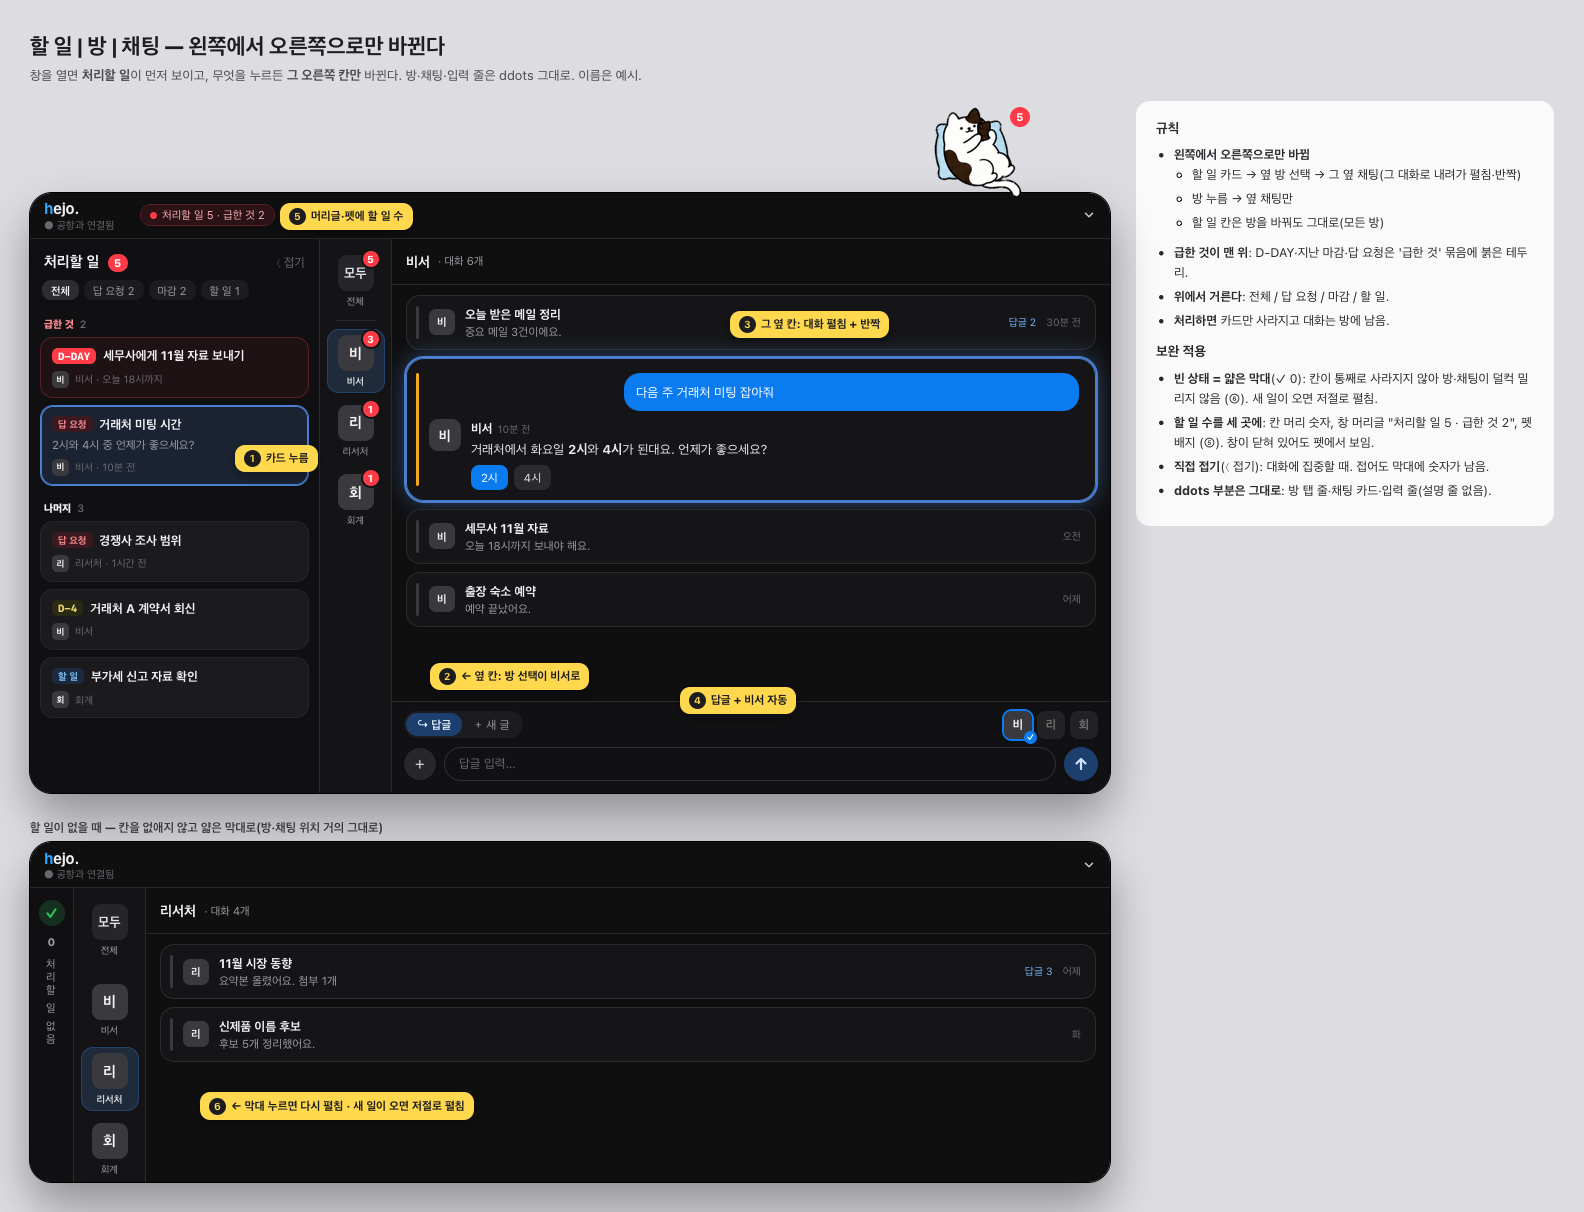 할 일 | 방 | 채팅 — 왼쪽에서 오른쪽으로만 바뀐다
창을 열면 처리할 일이 먼저 보이고, 무엇을 누르든 그 오른쪽 칸만 바뀐다. 방·채팅·입력 줄은 ddots 그대로. 이름은 예시.
5
hejo.
공항과 연결됨
처리할 일 5 · 급한 것 2
5 머리글·펫에 할 일 수
처리할 일 5
〈 접기
전체
답 요청 2
마감 2
할 일 1
급한 것 2
D-DAY 세무사에게 11월 자료 보내기
비 비서 · 오늘 18시까지
답 요청 거래처 미팅 시간
2시와 4시 중 언제가 좋으세요?
비 비서 · 10분 전
1 카드 누름
나머지 3
답 요청 경쟁사 조사 범위
리 리서처 · 1시간 전
D-4 거래처 A 계약서 회신
비 비서
할 일 부가세 신고 자료 확인
회 회계
모두 5
전체
비 3
비서
리 1
리서처
회 1
회계
비서 · 대화 6개
비 오늘 받은 메일 정리
중요 메일 3건이에요.
3 그 옆 칸: 대화 펼침 + 반짝
답글 2 30분 전
다음 주 거래처 미팅 잡아줘
비 비서 10분 전
거래처에서 화요일 2시와 4시가 된대요. 언제가 좋으세요?
2시 4시
비 세무사 11월 자료
오늘 18시까지 보내야 해요.
오전
비 출장 숙소 예약
예약 끝났어요.
어제
2 ← 옆 칸: 방 선택이 비서로
4 답글 + 비서 자동
↪ 답글 + 새 글
비 리 회
+ 답글 입력...
할 일이 없을 때 — 칸을 없애지 않고 얇은 막대로(방·채팅 위치 거의 그대로)
hejo.
공항과 연결됨
0
처리할 일 없음
모두
전체
비
비서
리
리서처
회
회계
리서처 · 대화 4개
리 11월 시장 동향
요약본 올렸어요. 첨부 1개
답글 3 어제
리 신제품 이름 후보
후보 5개 정리했어요.
화
6 ← 막대 누르면 다시 펼침 · 새 일이 오면 저절로 펼침
규칙
• 왼쪽에서 오른쪽으로만 바뀜
할 일 카드 → 옆 방 선택 → 그 옆 채팅(그 대화로 내려가 펼침·반짝)
방 누름 → 옆 채팅만
할 일 칸은 방을 바꿔도 그대로(모든 방)
• 급한 것이 맨 위: D-DAY·지난 마감·답 요청은 '급한 것' 묶음에 붉은 테두
리.
• 위에서 거른다: 전체 / 답 요청 / 마감 / 할 일.
• 처리하면 카드만 사라지고 대화는 방에 남음.
보완 적용
• 빈 상태 = 얇은 막대(✓ 0): 칸이 통째로 사라지지 않아 방·채팅이 덜컥 밀
리지 않음 (⑥). 새 일이 오면 저절로 펼침.
• 할 일 수를 세 곳에: 칸 머리 숫자, 창 머리글 "처리할 일 5 · 급한 것 2", 펫
배지 (⑤). 창이 닫혀 있어도 펫에서 보임.
• 직접 접기(〈 접기): 대화에 집중할 때. 접어도 막대에 숫자가 남음.
• ddots 부분은 그대로: 방 탭 줄·채팅 카드·입력 줄(설명 줄 없음).